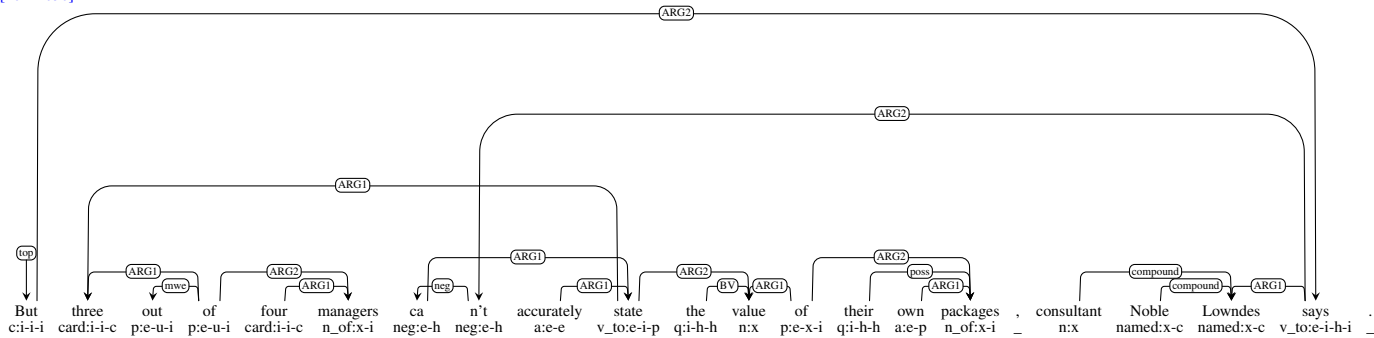 ARG2
ARG2
ARG1
top
ARG1 ARG2
ARG1 ARG2 ARG2 poss compound
mwe ARG1 neg ARG1 BV ARG1 ARG1 compound ARG1
But three out of four managers ca n't accurately state the value of their own packages , consultant Noble Lowndes says .
c:i-i-i card:i-i-c p:e-u-i p:e-u-i card:i-i-c n_of:x-i neg:e-h neg:e-h a:e-e v_to:e-i-p q:i-h-h n:x p:e-x-i q:i-h-h a:e-p n_of:x-i _ n:x named:x-c named:x-c v_to:e-i-h-i _